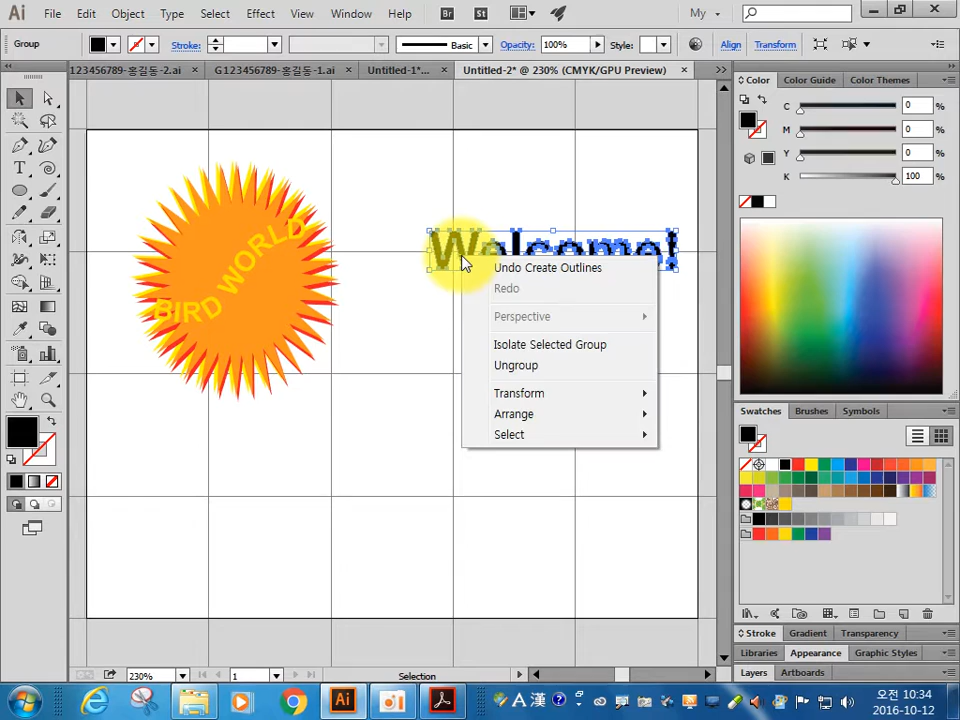 Ai File Edit Object Type Select Effect View Window Help Br St My
Group Stroke: Basic Opacity: 100% Style: Align Transform
123456789-홍길동-2.ai G123456789-홍길동-1.ai Untitled-1*... Untitled-2* @ 230% (CMYK/GPU Preview)
Color Color Guide Color Themes
C 0 %
M 0 %
Y 0 %
K 100 %
BIRD WORLD
Welcome!
Undo Create Outlines
Redo
Perspective
Isolate Selected Group
Ungroup
Transform
Arrange
Select
Swatches Brushes Symbols
Stroke Gradient Transparency
Libraries Appearance Graphic Styles
Layers Artboards
230% 1 Selection
Ai A 漢 ?
오전 10:34
2016-10-12